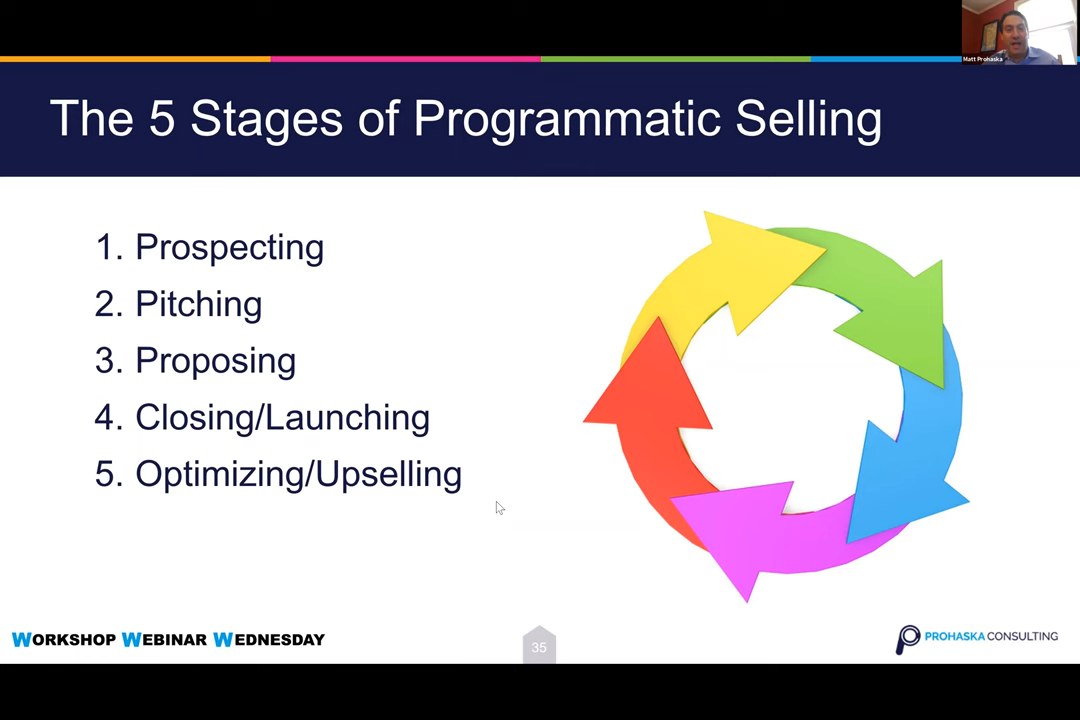 Matt Prohaska
The 5 Stages of Programmatic Selling
1. Prospecting
2. Pitching
3. Proposing
4. Closing/Launching
5. Optimizing/Upselling
WORKSHOP WEBINAR WEDNESDAY
35
PROHASKA CONSULTING